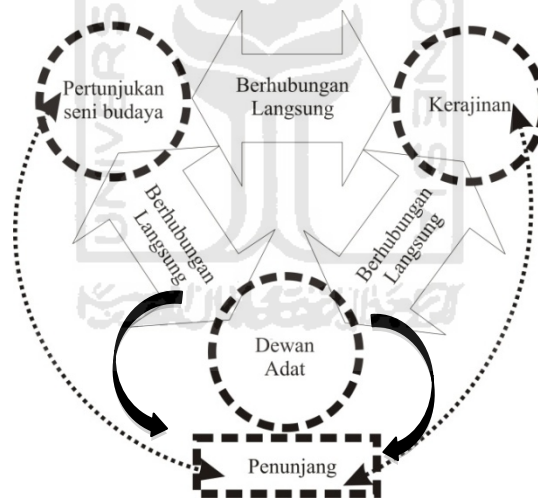 Pertunjukan
seni budaya
Berhubungan
Langsung
Kerajinan
Berhubungan
Langsung
Berhubungan
Langsung
Dewan
Adat
Penunjang